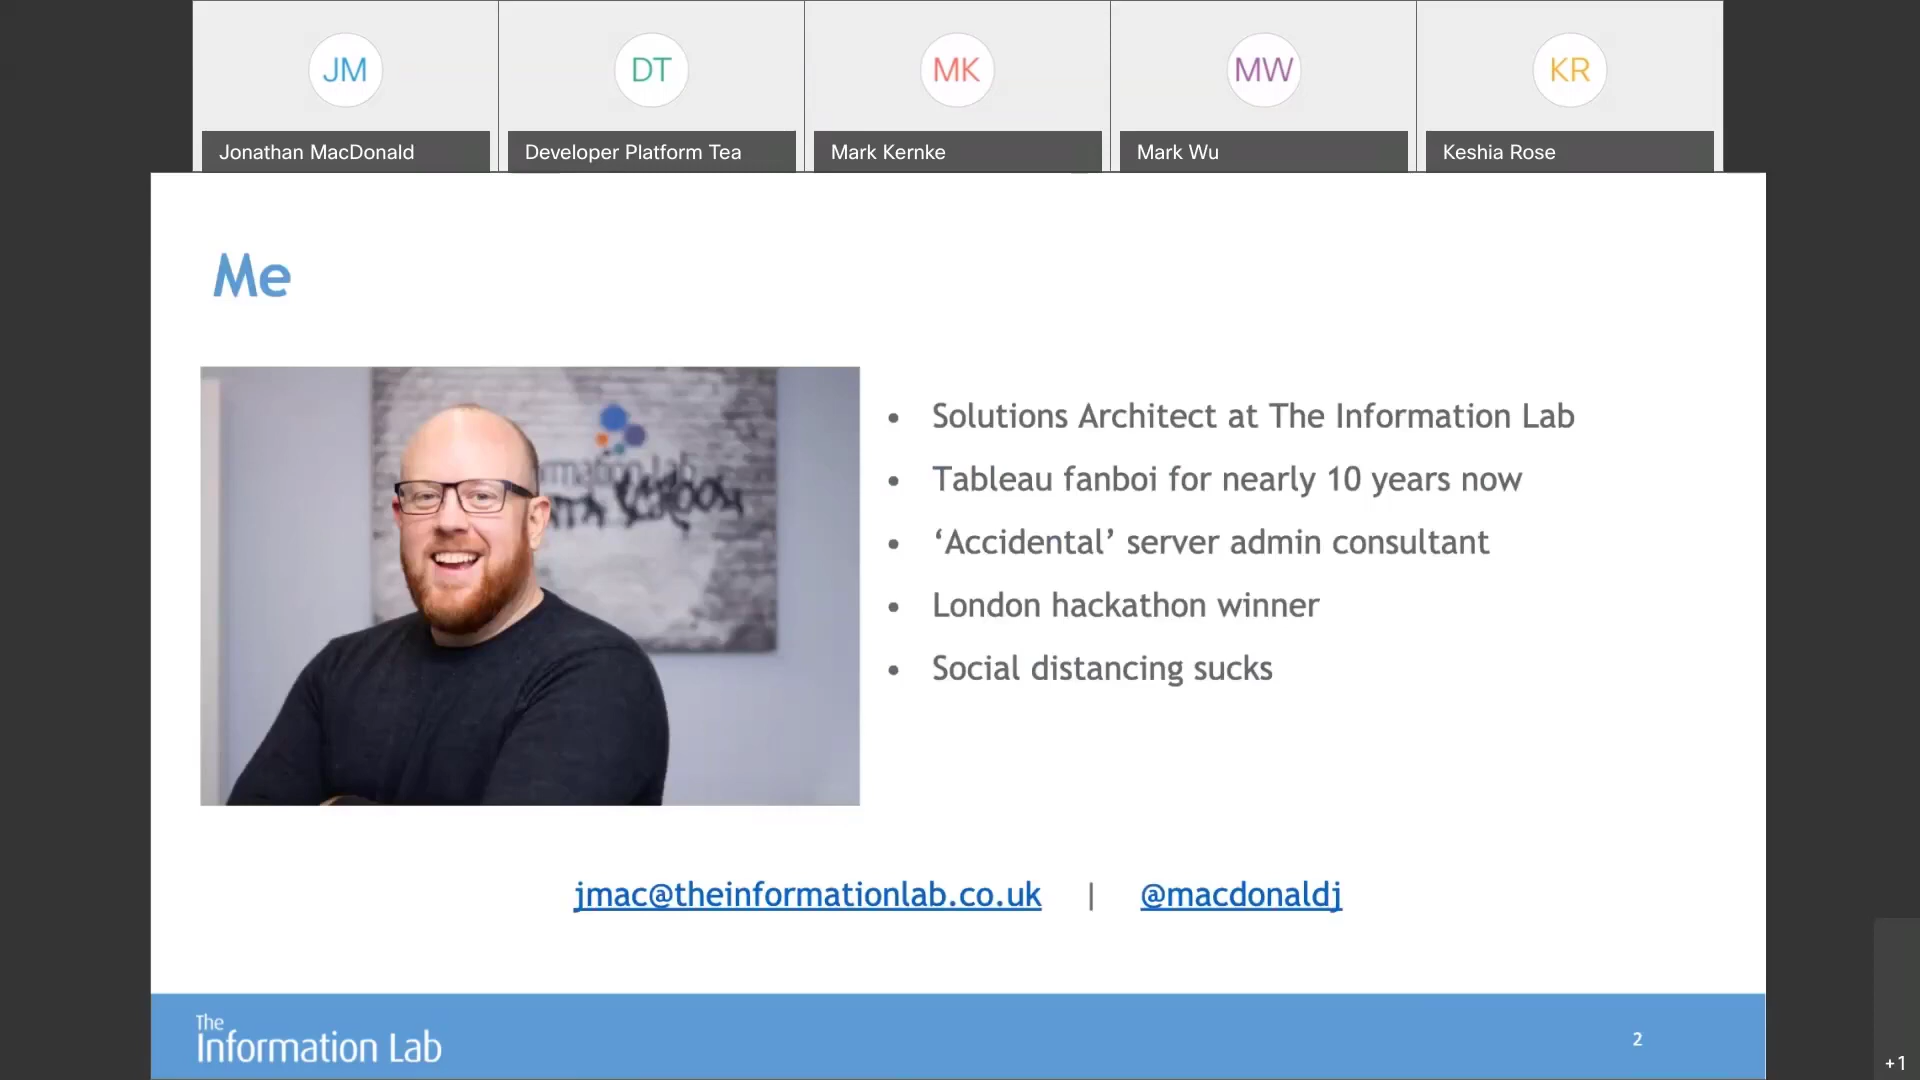 JM
DT
MK
MW
KR
Jonathan MacDonald
Developer Platform Tea
Mark Kernke
Mark Wu
Keshia Rose
Me
Solutions Architect at The Information Lab
Tableau fanboi for nearly 10 years now
‘Accidental’ server admin consultant
London hackathon winner
Social distancing sucks
jmac@theinformationlab.co.uk | @macdonaldj
The
Information Lab
2
+1